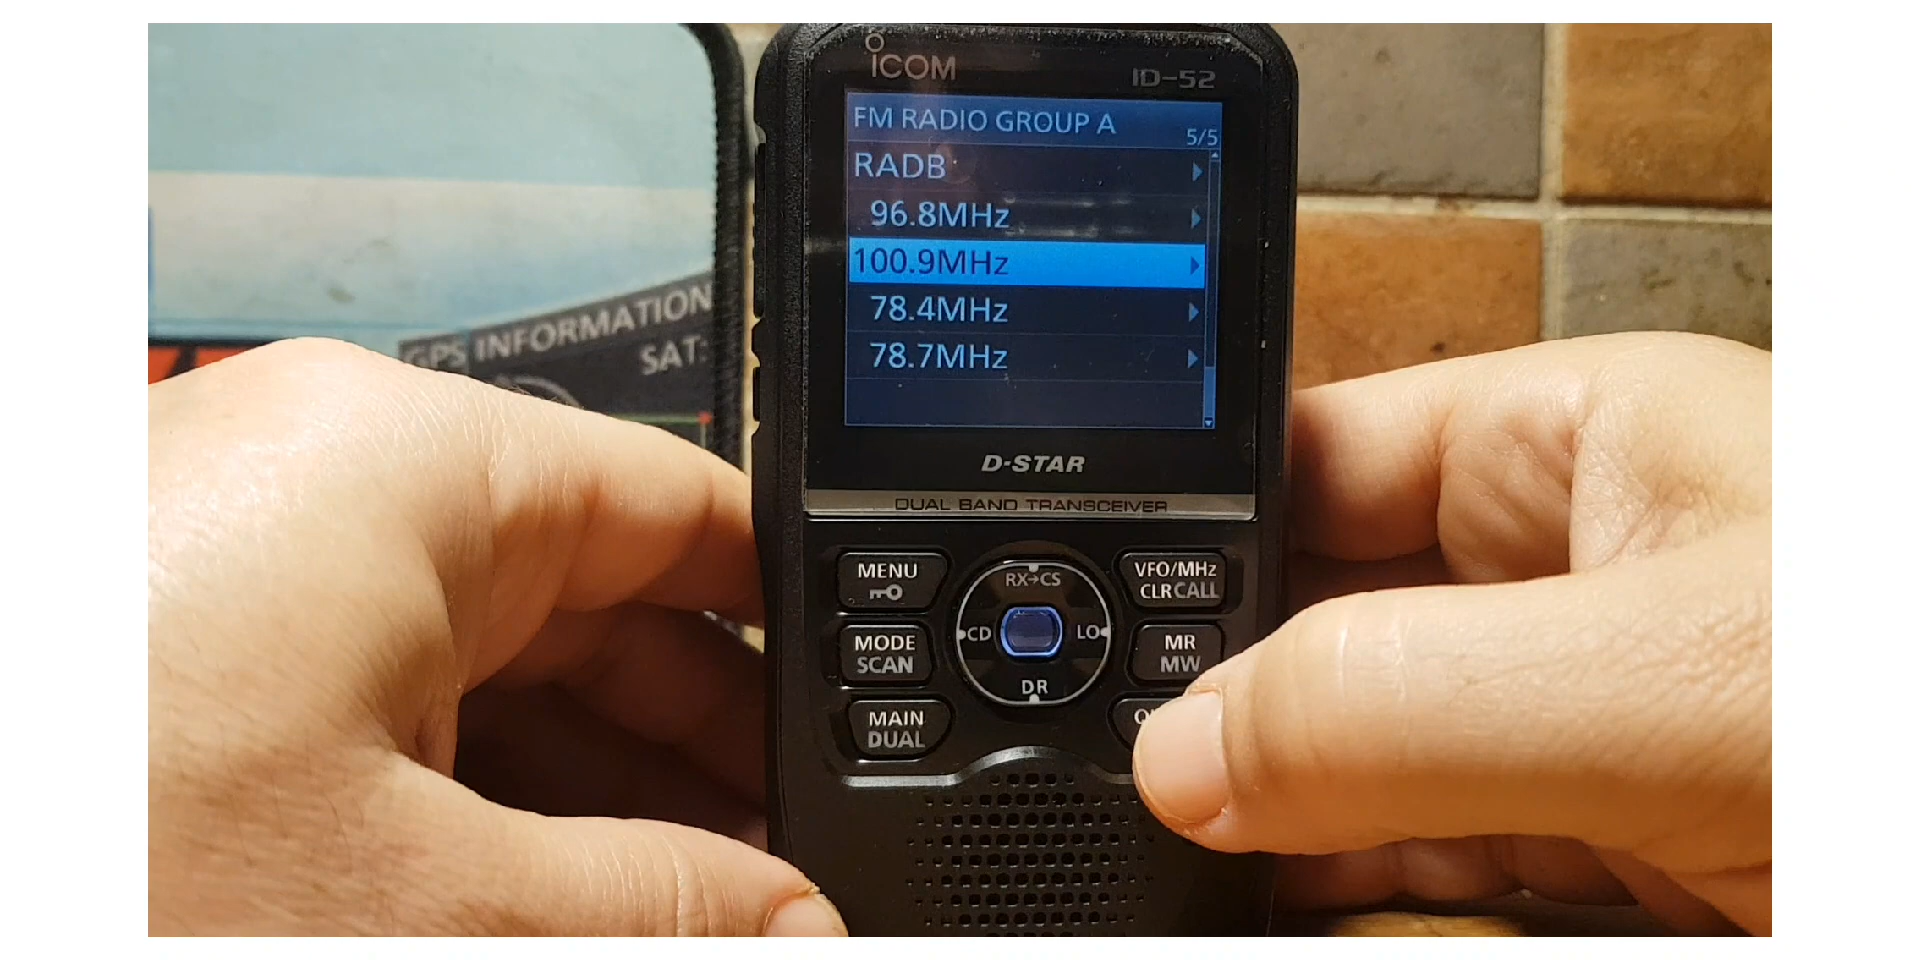 ICOM
ID-52
FM RADIO GROUP A
5/5
RADB
96.8MHz
100.9MHz
78.4MHz
78.7MHz
D-STAR
DUAL BAND TRANSCEIVER
MENU
RX→CS
VFO/MHz
CLR CALL
CD
LO
MODE
SCAN
MR
MW
DR
MAIN
DUAL
GPS INFORMATION
SAT: